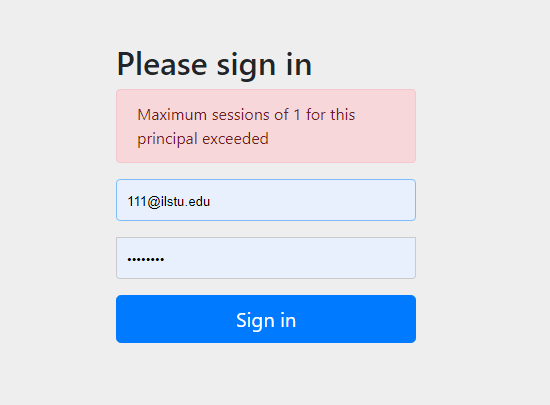 Please sign in
Maximum sessions of 1 for this
principal exceeded
111@ilstu.edu
••••••••
Sign in